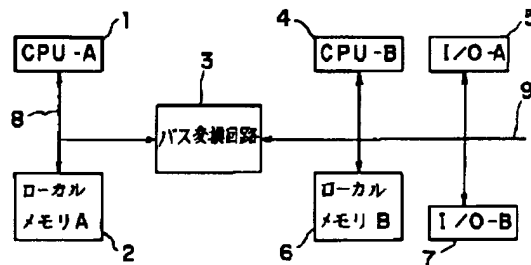 1
CPU-A
8
3
バス変換回路
4
CPU-B
5
I/O-A
9
ローカル
メモリA
2
ローカル
メモリB
6
I/O-B
7